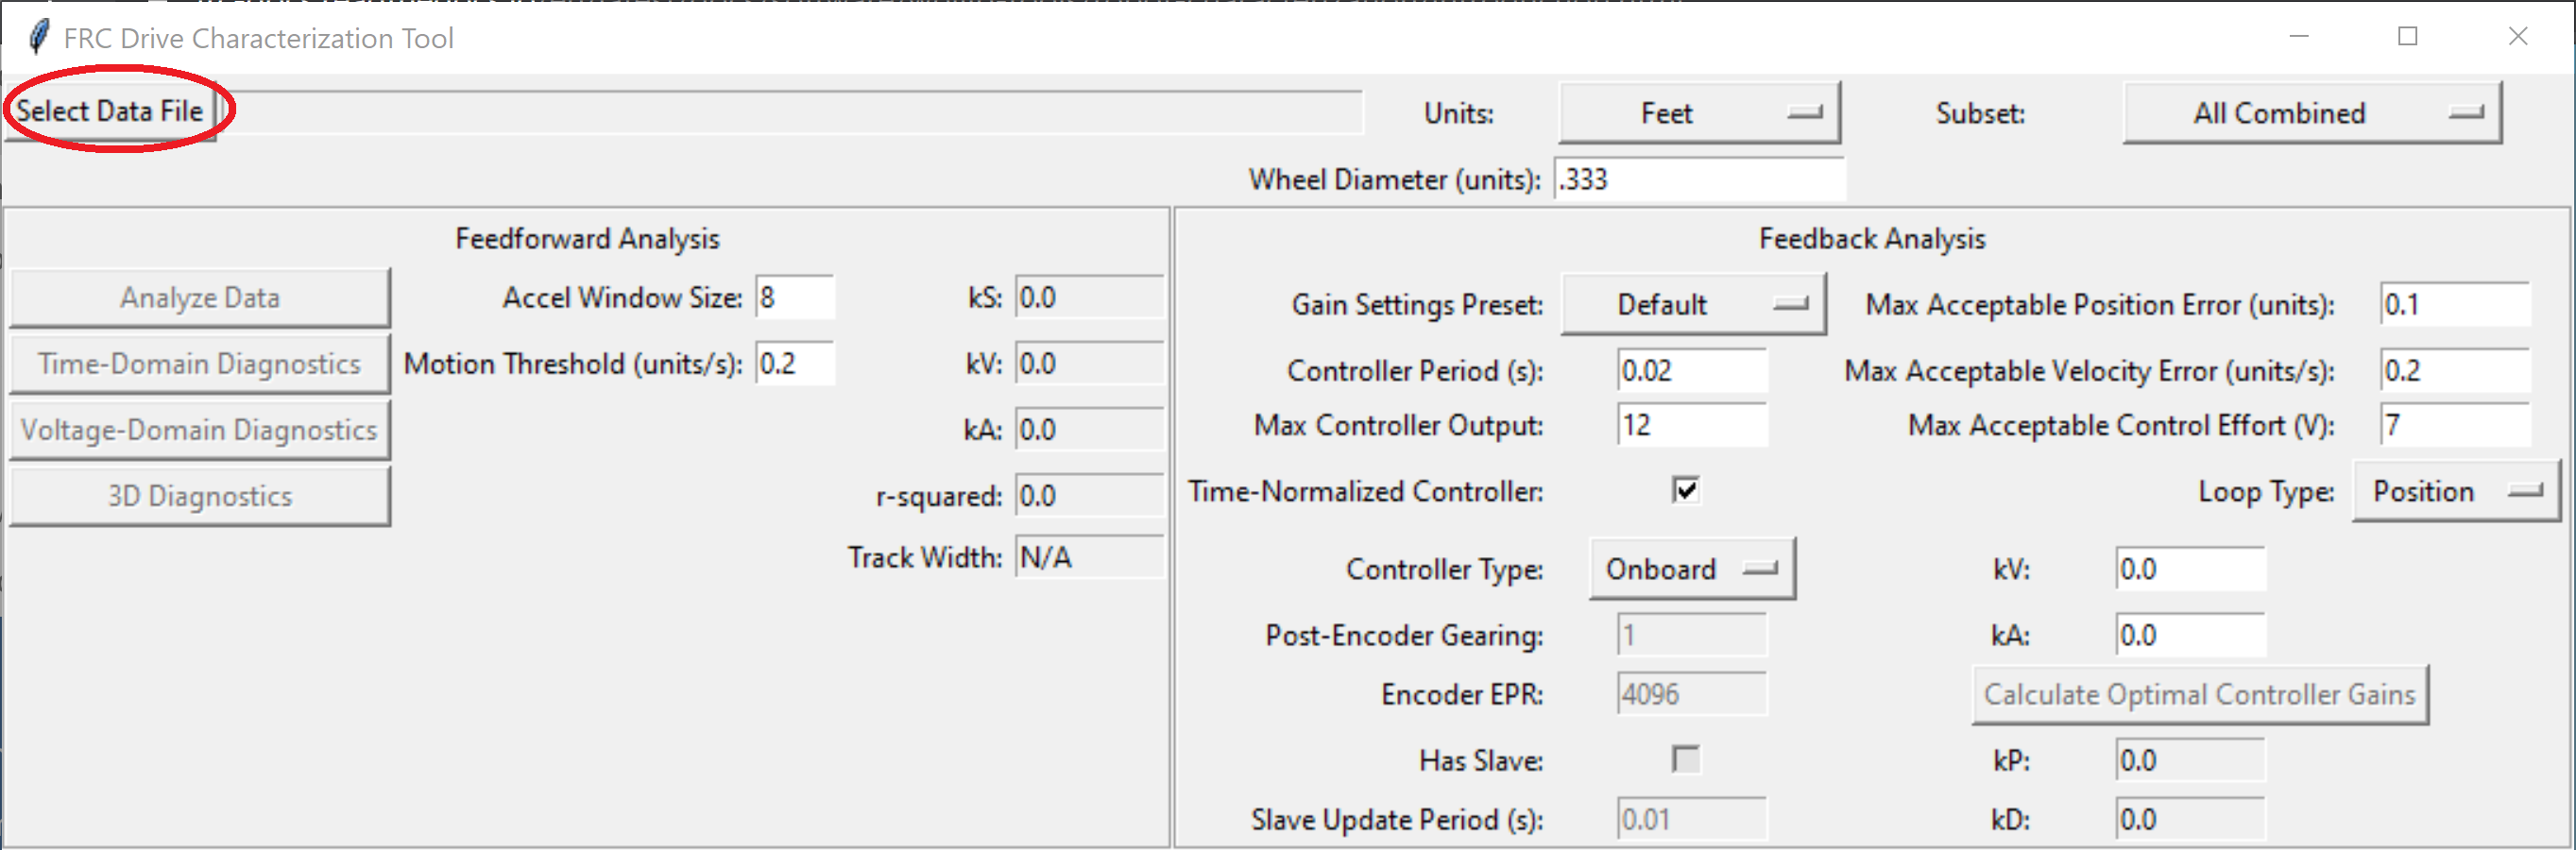 FRC Drive Characterization Tool
Select Data File
Units: Feet Subset: All Combined
Wheel Diameter (units): .333
Feedforward Analysis
Analyze Data Accel Window Size: 8 kS: 0.0
Time-Domain Diagnostics Motion Threshold (units/s): 0.2 kV: 0.0
Voltage-Domain Diagnostics kA: 0.0
3D Diagnostics r-squared: 0.0
Track Width: N/A
Feedback Analysis
Gain Settings Preset: Default Max Acceptable Position Error (units): 0.1
Controller Period (s): 0.02 Max Acceptable Velocity Error (units/s): 0.2
Max Controller Output: 12 Max Acceptable Control Effort (V): 7
Time-Normalized Controller: Loop Type: Position
Controller Type: Onboard kV: 0.0
Post-Encoder Gearing: 1 kA: 0.0
Encoder EPR: 4096 Calculate Optimal Controller Gains
Has Slave: kP: 0.0
Slave Update Period (s): 0.01 kD: 0.0